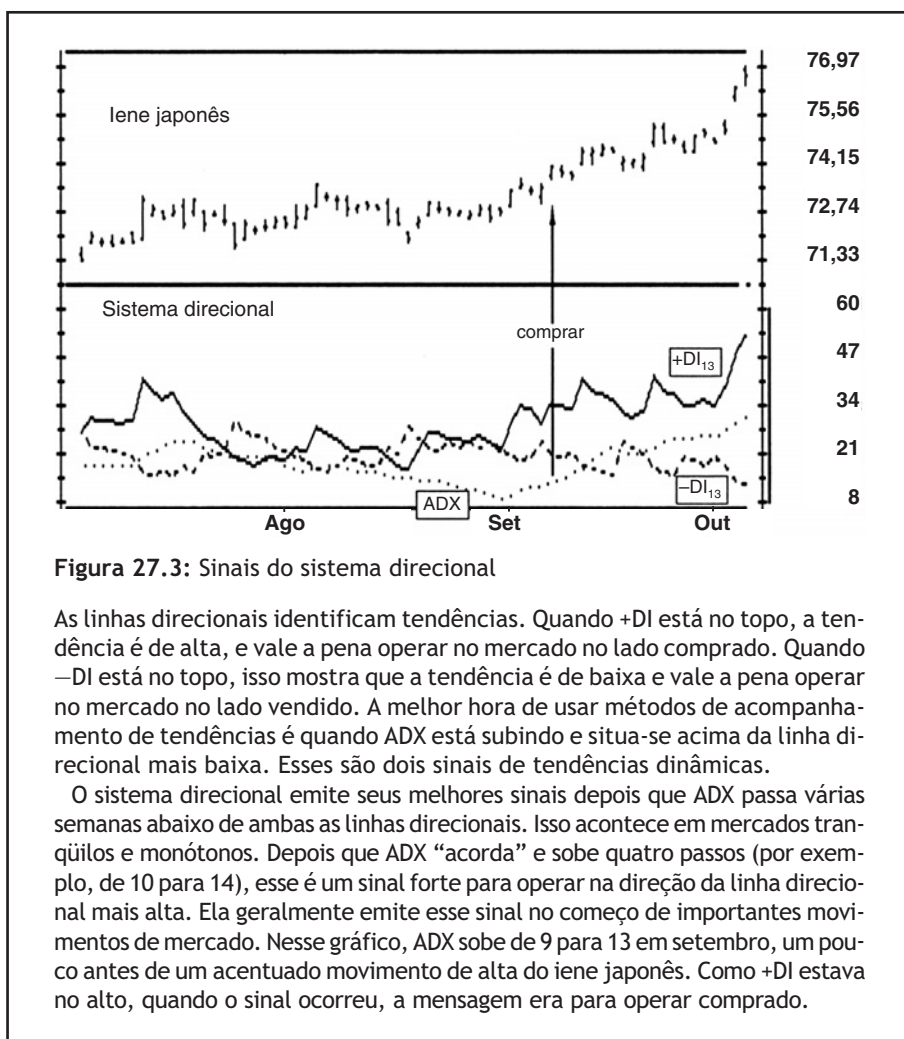 76,97
Iene japonês
75,56
74,15
72,74
71,33
Sistema direcional
60
comprar
47
+DI₁₃
34
21
ADX
−DI₁₃
8
Ago Set Out
Figura 27.3: Sinais do sistema direcional
As linhas direcionais identificam tendências. Quando +DI está no topo, a ten-
dência é de alta, e vale a pena operar no mercado no lado comprado. Quando
—DI está no topo, isso mostra que a tendência é de baixa e vale a pena operar
no mercado no lado vendido. A melhor hora de usar métodos de acompanha-
mento de tendências é quando ADX está subindo e situa-se acima da linha di-
recional mais baixa. Esses são dois sinais de tendências dinâmicas.
O sistema direcional emite seus melhores sinais depois que ADX passa várias
semanas abaixo de ambas as linhas direcionais. Isso acontece em mercados tran-
qüilos e monótonos. Depois que ADX “acorda” e sobe quatro passos (por exem-
plo, de 10 para 14), esse é um sinal forte para operar na direção da linha direcio-
nal mais alta. Ela geralmente emite esse sinal no começo de importantes movi-
mentos de mercado. Nesse gráfico, ADX sobe de 9 para 13 em setembro, um pou-
co antes de um acentuado movimento de alta do iene japonês. Como +DI estava
no alto, quando o sinal ocorreu, a mensagem era para operar comprado.